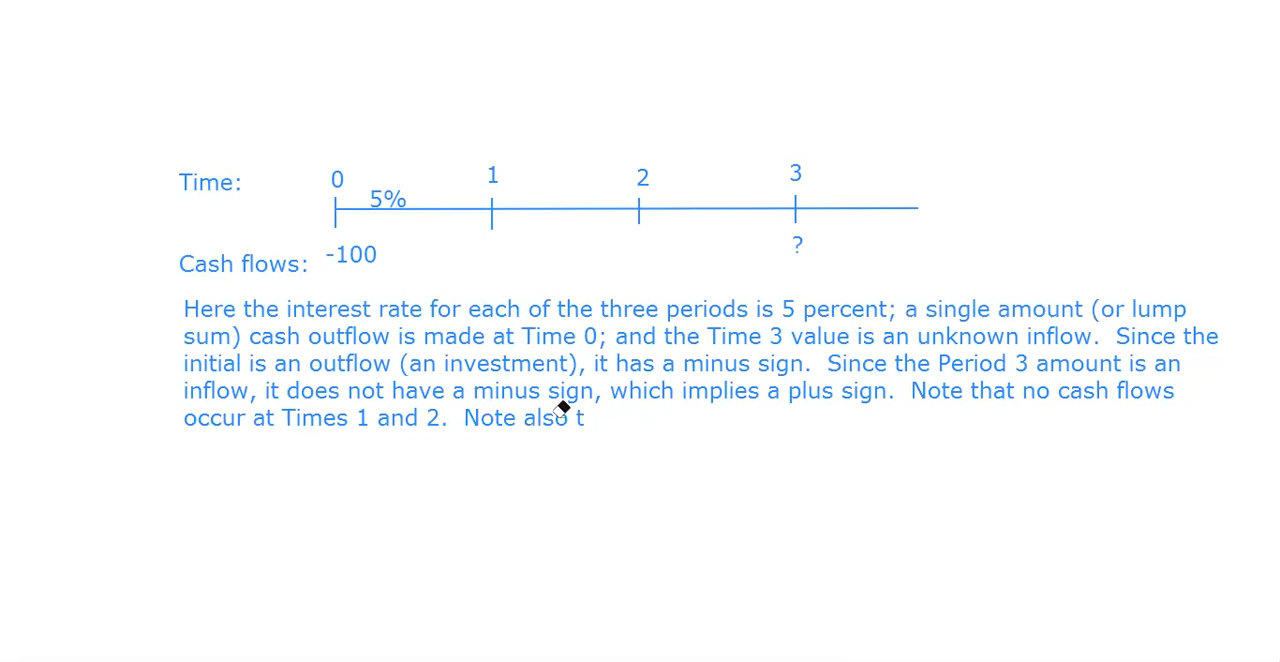 Time: 0 1 2 3
5%
Cash flows: -100 ?
Here the interest rate for each of the three periods is 5 percent; a single amount (or lump
sum) cash outflow is made at Time 0; and the Time 3 value is an unknown inflow. Since the
initial is an outflow (an investment), it has a minus sign. Since the Period 3 amount is an
inflow, it does not have a minus sign, which implies a plus sign. Note that no cash flows
occur at Times 1 and 2. Note also t